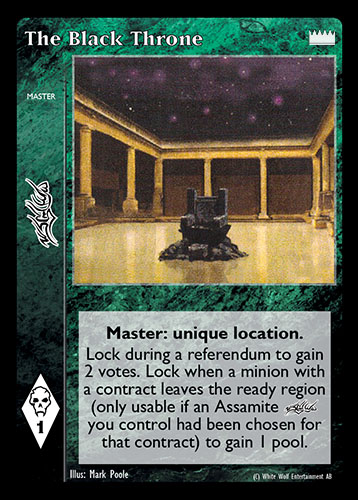 The Black Throne
MASTER
Master: unique location.
Lock during a referendum to gain
2 votes. Lock when a minion with
a contract leaves the ready region
(only usable if an Assamite
you control had been chosen for
that contract) to gain 1 pool.
1
Illus: Mark Poole
(C) White Wolf Entertainment AB